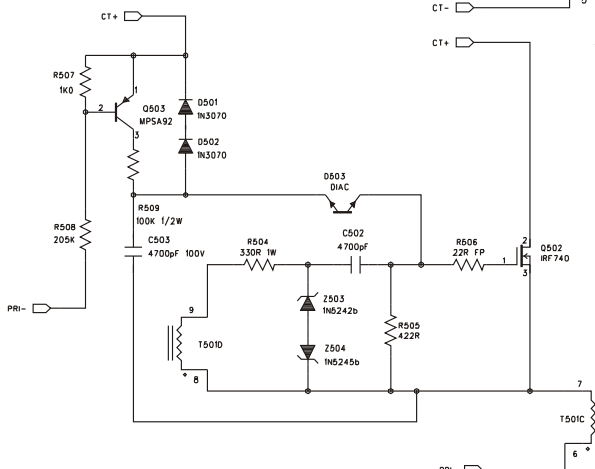 CT-
5
CT+
CT+
R507
1K0
1
2
Q503
MPSA92
3
D501
1N3070
D502
1N3070
D503
DIAC
R509
100K 1/2W
R508
205K
C503
4700pF 100V
R504
330R 1W
C502
4700pF
R506
22R FP
2
Q502
IRF740
1
3
PRI-
9
T501D
8
Z503
1N5242b
Z504
1N5245b
R505
422R
7
T501C
6